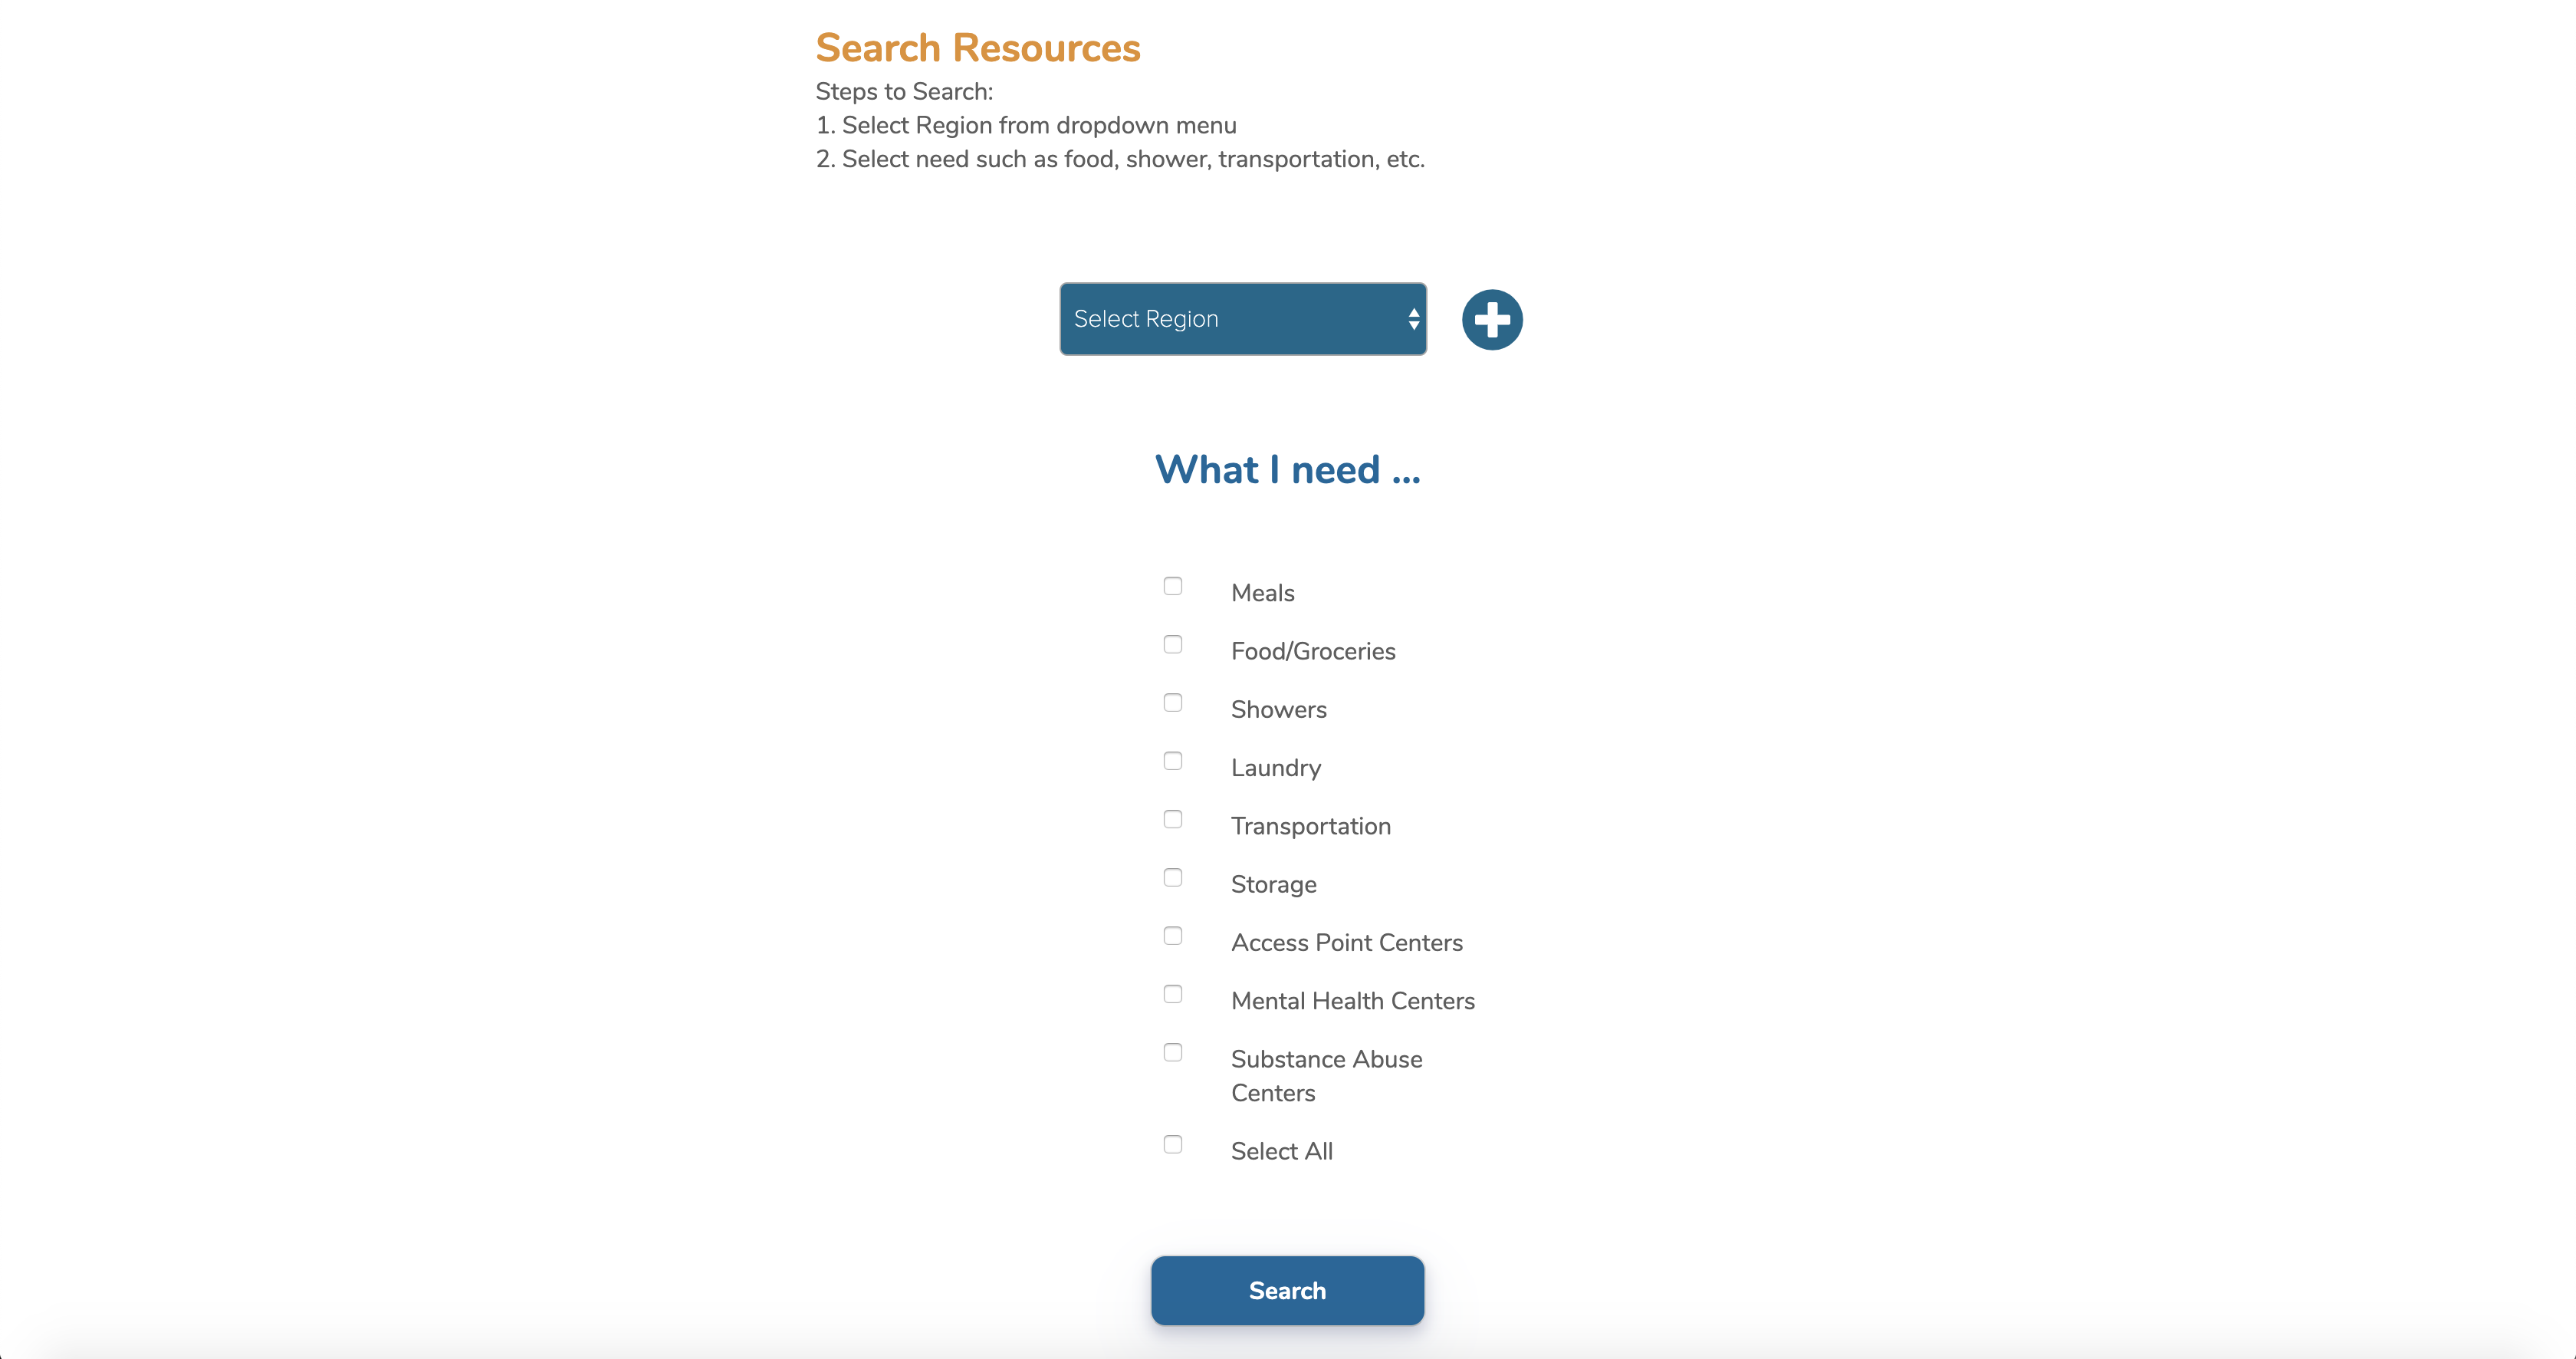 Search Resources
Steps to Search:
1. Select Region from dropdown menu
2. Select need such as food, shower, transportation, etc.
Select Region
What I need ...
Meals
Food/Groceries
Showers
Laundry
Transportation
Storage
Access Point Centers
Mental Health Centers
Substance Abuse
Centers
Select All
Search